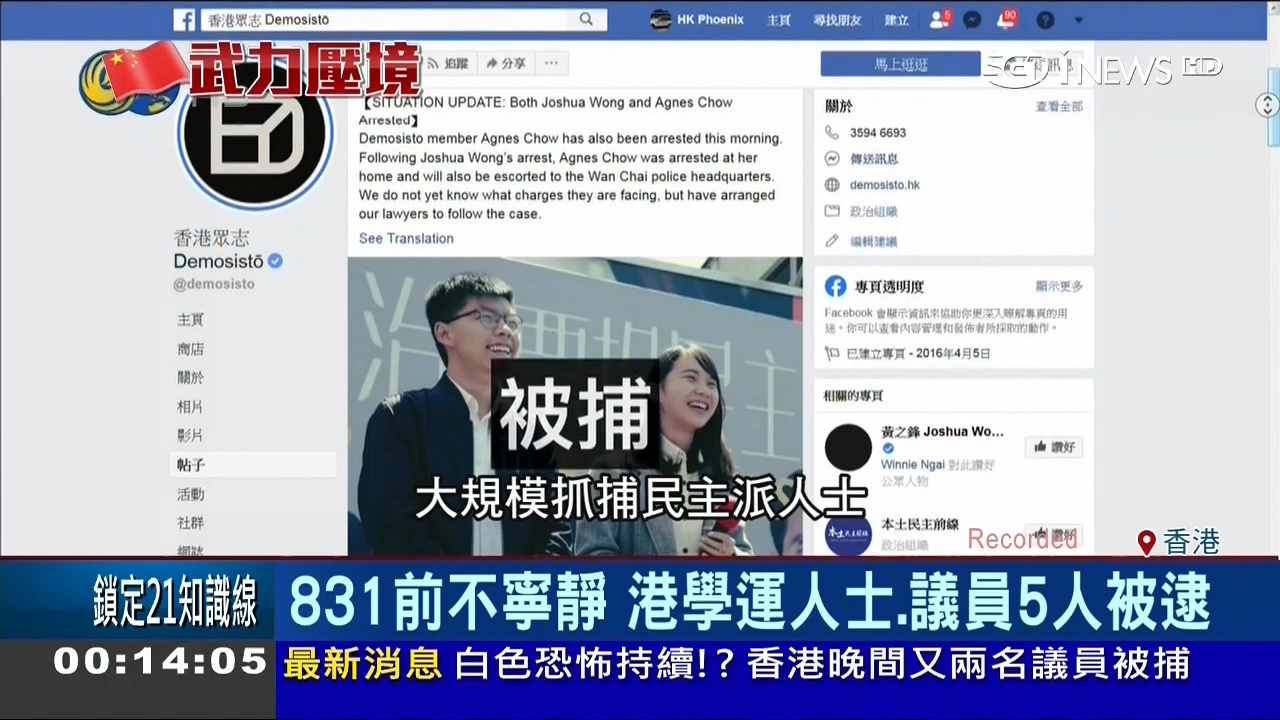 香港眾志 Demosistō
HK Phoenix 主頁 尋找朋友 建立 5 90
武力壓境
追蹤 分享 ...
馬上逛逛
iNEWS HD
【SITUATION UPDATE: Both Joshua Wong and Agnes Chow
Arrested】
Demosisto member Agnes Chow has also been arrested this morning.
Following Joshua Wong's arrest, Agnes Chow was arrested at her
home and will also be escorted to the Wan Chai police headquarters.
We do not yet know what charges they are facing, but have arranged
our lawyers to follow the case.
See Translation
香港眾志
Demosistō
@demosisto
主頁
商店
關於
相片
影片
帖子
活動
社群
關於 查看全部
3594 6693
傳送訊息
demosisto.hk
政治組織
編輯建議
專頁透明度 顯示更多
Facebook 會顯示資訊來協助你更深入瞭解專頁的用
途。你可以查看內容管理和發佈者所採取的動作。
已建立專頁 - 2016年4月5日
相關的專頁
黃之鋒 Joshua Wo...
讚好
Winnie Ngai 對此讚好
公眾人物
本土民主前線
讚好
政治組織
被捕
大規模抓捕民主派人士
Recorded
香港
鎖定21知識線
831前不寧靜 港學運人士.議員5人被逮
00:14:05
最新消息 白色恐怖持續!？香港晚間又兩名議員被捕